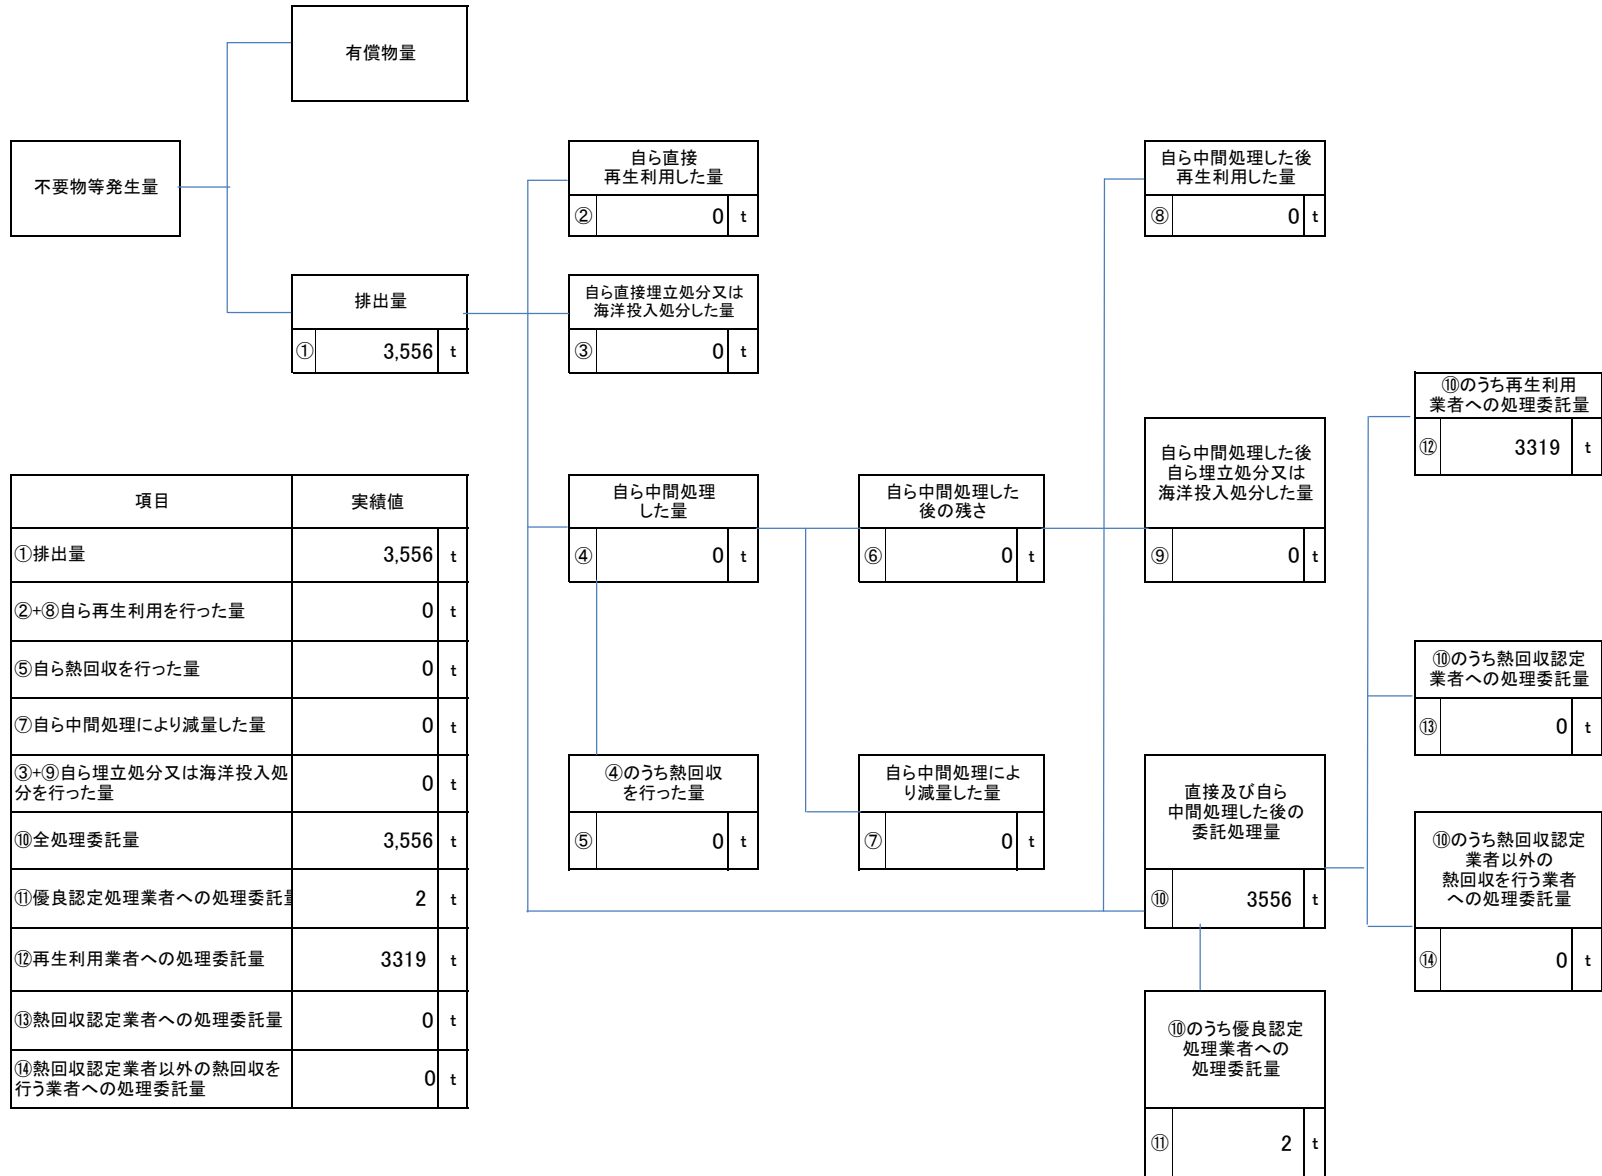 有償物量
不要物等発生量
排出量
① 3,556 t
自ら直接
再生利用した量
② 0 t
自ら直接埋立処分又は
海洋投入処分した量
③ 0 t
自ら中間処理
した量
④ 0 t
④のうち熱回収
を行った量
⑤ 0 t
自ら中間処理した
後の残さ
⑥ 0 t
自ら中間処理によ
り減量した量
⑦ 0 t
自ら中間処理した後
再生利用した量
⑧ 0 t
自ら中間処理した後
自ら埋立処分又は
海洋投入処分した量
⑨ 0 t
直接及び自ら
中間処理した後の
委託処理量
⑩ 3556 t
⑩のうち優良認定
処理業者への
処理委託量
⑪ 2 t
⑩のうち再生利用
業者への処理委託量
⑫ 3319 t
⑩のうち熱回収認定
業者への処理委託量
⑬ 0 t
⑩のうち熱回収認定
業者以外の
熱回収を行う業者
への処理委託量
⑭ 0 t
項目 実績値
①排出量 3,556 t
②+⑧自ら再生利用を行った量 0 t
⑤自ら熱回収を行った量 0 t
⑦自ら中間処理により減量した量 0 t
③+⑨自ら埋立処分又は海洋投入処
分を行った量 0 t
⑩全処理委託量 3,556 t
⑪優良認定処理業者への処理委託量 2 t
⑫再生利用業者への処理委託量 3319 t
⑬熱回収認定業者への処理委託量 0 t
⑭熱回収認定業者以外の熱回収を
行う業者への処理委託量 0 t